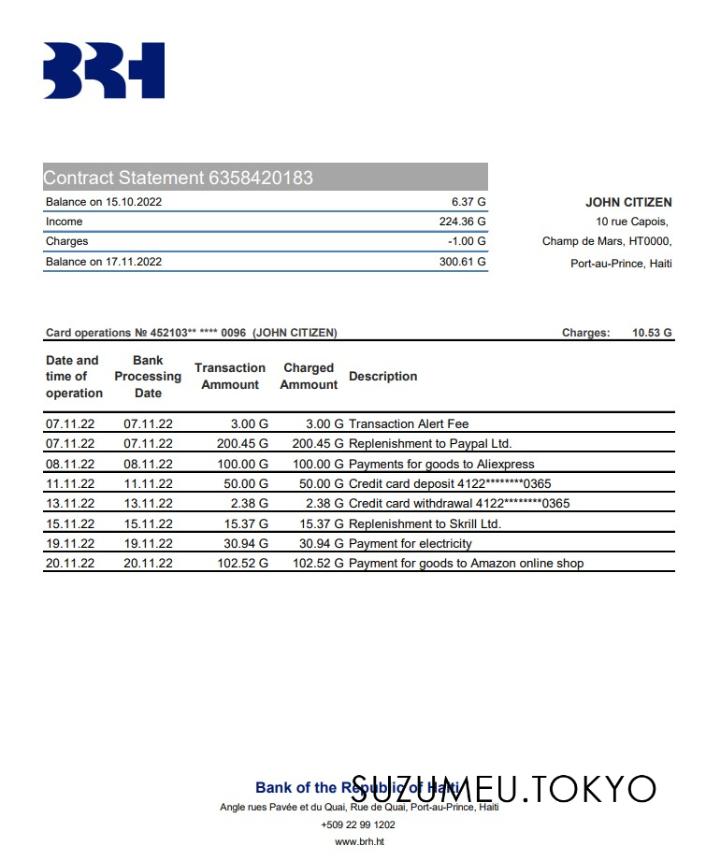 BRH
Contract Statement 6358420183
Balance on 15.10.2022 6.37 G
Income 224.36 G
Charges -1.00 G
Balance on 17.11.2022 300.61 G
JOHN CITIZEN
10 rue Capois,
Champ de Mars, HT0000,
Port-au-Prince, Haiti
Card operations № 452103** **** 0096 (JOHN CITIZEN) Charges: 10.53 G
Date and time of operation Bank Processing Date Transaction Ammount Charged Ammount Description
07.11.22 07.11.22 3.00 G 3.00 G Transaction Alert Fee
07.11.22 07.11.22 200.45 G 200.45 G Replenishment to Paypal Ltd.
08.11.22 08.11.22 100.00 G 100.00 G Payments for goods to Aliexpress
11.11.22 11.11.22 50.00 G 50.00 G Credit card deposit 4122********0365
13.11.22 13.11.22 2.38 G 2.38 G Credit card withdrawal 4122********0365
15.11.22 15.11.22 15.37 G 15.37 G Replenishment to Skrill Ltd.
19.11.22 19.11.22 30.94 G 30.94 G Payment for electricity
20.11.22 20.11.22 102.52 G 102.52 G Payment for goods to Amazon online shop
Bank of the Republic of Haiti
SUZUMEU.TOKYO
Angle rues Pavée et du Quai, Rue de Quai, Port-au-Prince, Haiti
+509 22 99 1202
www.brh.ht